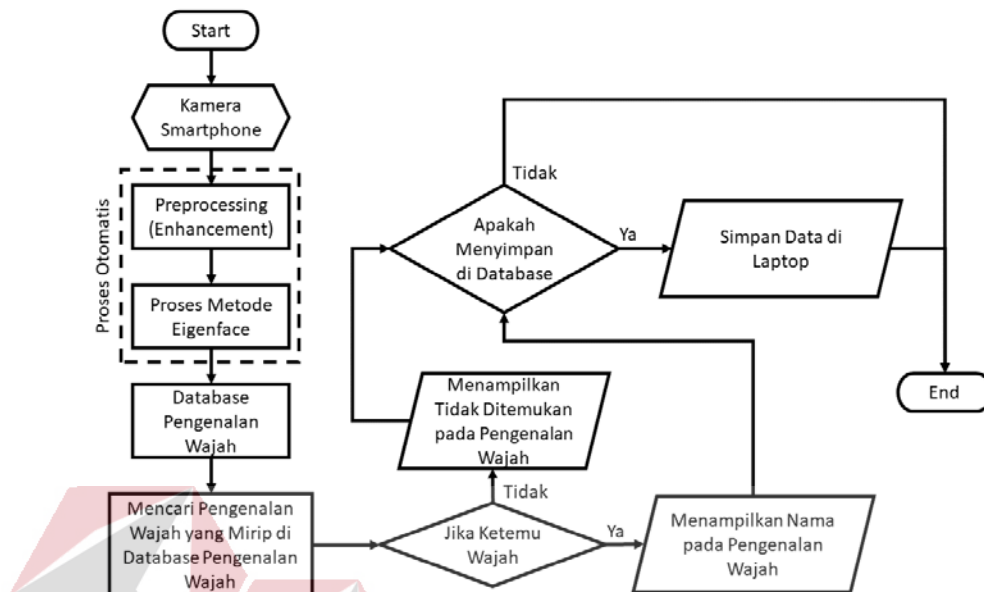 Start
Kamera
Smartphone
Proses Otomatis
Preprocessing
(Enhancement)
Proses Metode
Eigenface
Database
Pengenalan
Wajah
Mencari Pengenalan
Wajah yang Mirip di
Database Pengenalan
Wajah
Jika Ketemu
Wajah
Tidak
Ya
Menampilkan
Tidak Ditemukan
pada Pengenalan
Wajah
Menampilkan Nama
pada Pengenalan
Wajah
Apakah
Menyimpan
di Database
Tidak
Ya
Simpan Data di
Laptop
End